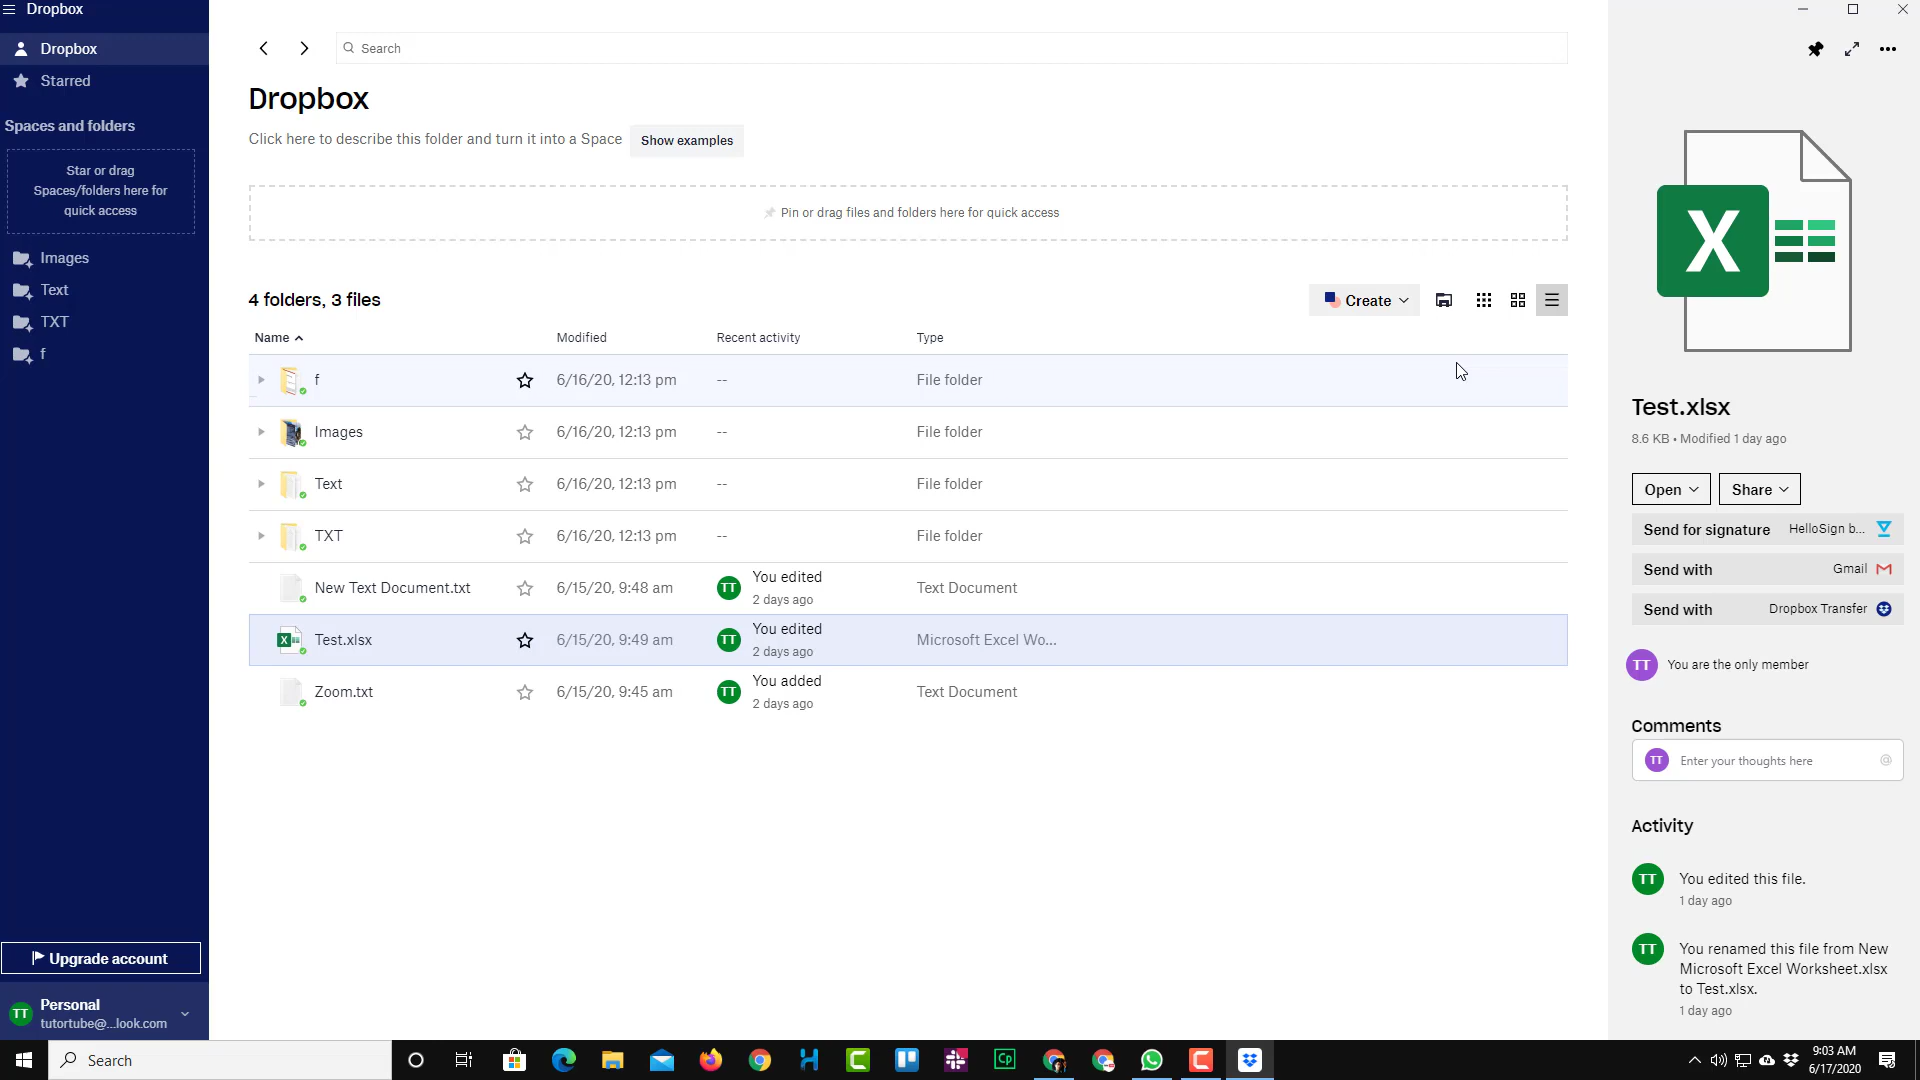 Dropbox
Dropbox
Starred
Spaces and folders
Star or drag
Spaces/folders here for
quick access
Images
Text
TXT
f
Upgrade account
TT
Personal
tutortube@...look.com
Search
Dropbox
Click here to describe this folder and turn it into a Space
Show examples
Pin or drag files and folders here for quick access
4 folders, 3 files
Create
Name
Modified
Recent activity
Type
f
6/16/20, 12:13 pm
--
File folder
Images
6/16/20, 12:13 pm
--
File folder
Text
6/16/20, 12:13 pm
--
File folder
TXT
6/16/20, 12:13 pm
--
File folder
New Text Document.txt
6/15/20, 9:48 am
TT
You edited
2 days ago
Text Document
X
Test.xlsx
6/15/20, 9:49 am
TT
You edited
2 days ago
Microsoft Excel Wo...
Zoom.txt
6/15/20, 9:45 am
TT
You added
2 days ago
Text Document
X
Test.xlsx
8.6 KB • Modified 1 day ago
Open
Share
Send for signature HelloSign b...
Send with Gmail
Send with Dropbox Transfer
TT
You are the only member
Comments
TT
Enter your thoughts here @
Activity
TT
You edited this file.
1 day ago
TT
You renamed this file from New
Microsoft Excel Worksheet.xlsx
to Test.xlsx.
1 day ago
Search
H
C
Cp
C
9:03 AM
6/17/2020